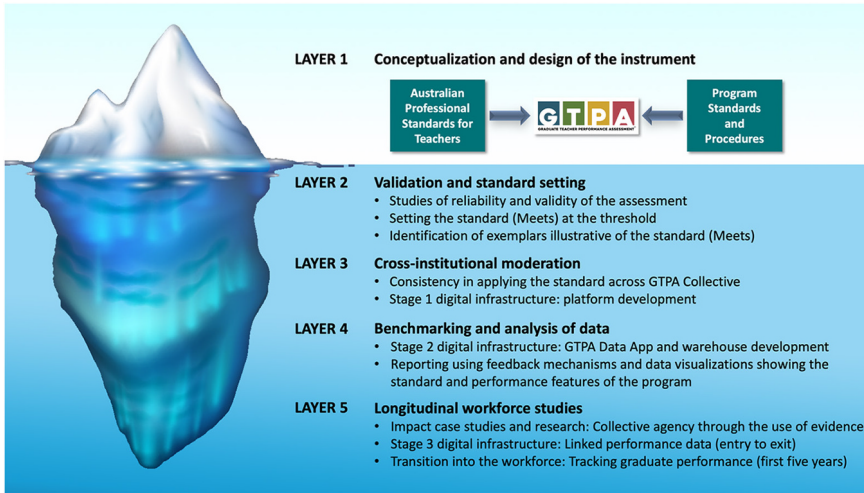 LAYER 1 Conceptualization and design of the instrument
Australian
Professional
Standards for
Teachers
GTPA
GRADUATE TEACHER PERFORMANCE ASSESSMENT
Program
Standards
and
Procedures
LAYER 2 Validation and standard setting
• Studies of reliability and validity of the assessment
• Setting the standard (Meets) at the threshold
• Identification of exemplars illustrative of the standard (Meets)
LAYER 3 Cross-institutional moderation
• Consistency in applying the standard across GTPA Collective
• Stage 1 digital infrastructure: platform development
LAYER 4 Benchmarking and analysis of data
• Stage 2 digital infrastructure: GTPA Data App and warehouse development
• Reporting using feedback mechanisms and data visualizations showing the
standard and performance features of the program
LAYER 5 Longitudinal workforce studies
• Impact case studies and research: Collective agency through the use of evidence
• Stage 3 digital infrastructure: Linked performance data (entry to exit)
• Transition into the workforce: Tracking graduate performance (first five years)